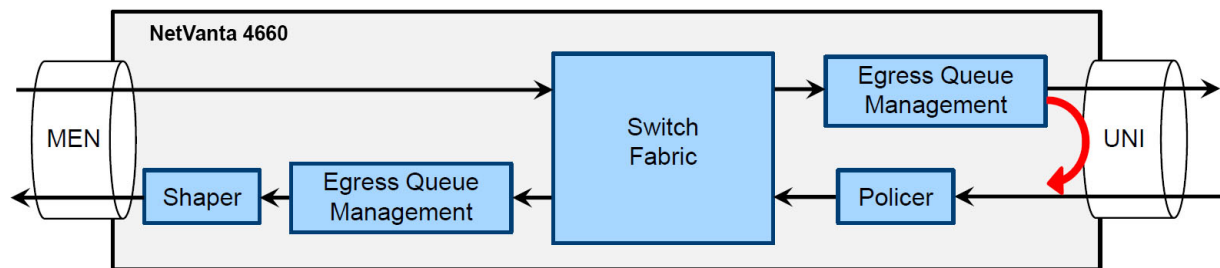 NetVanta 4660
Egress Queue
Management
MEN
Switch
Fabric
UNI
Shaper
Egress Queue
Management
Policer